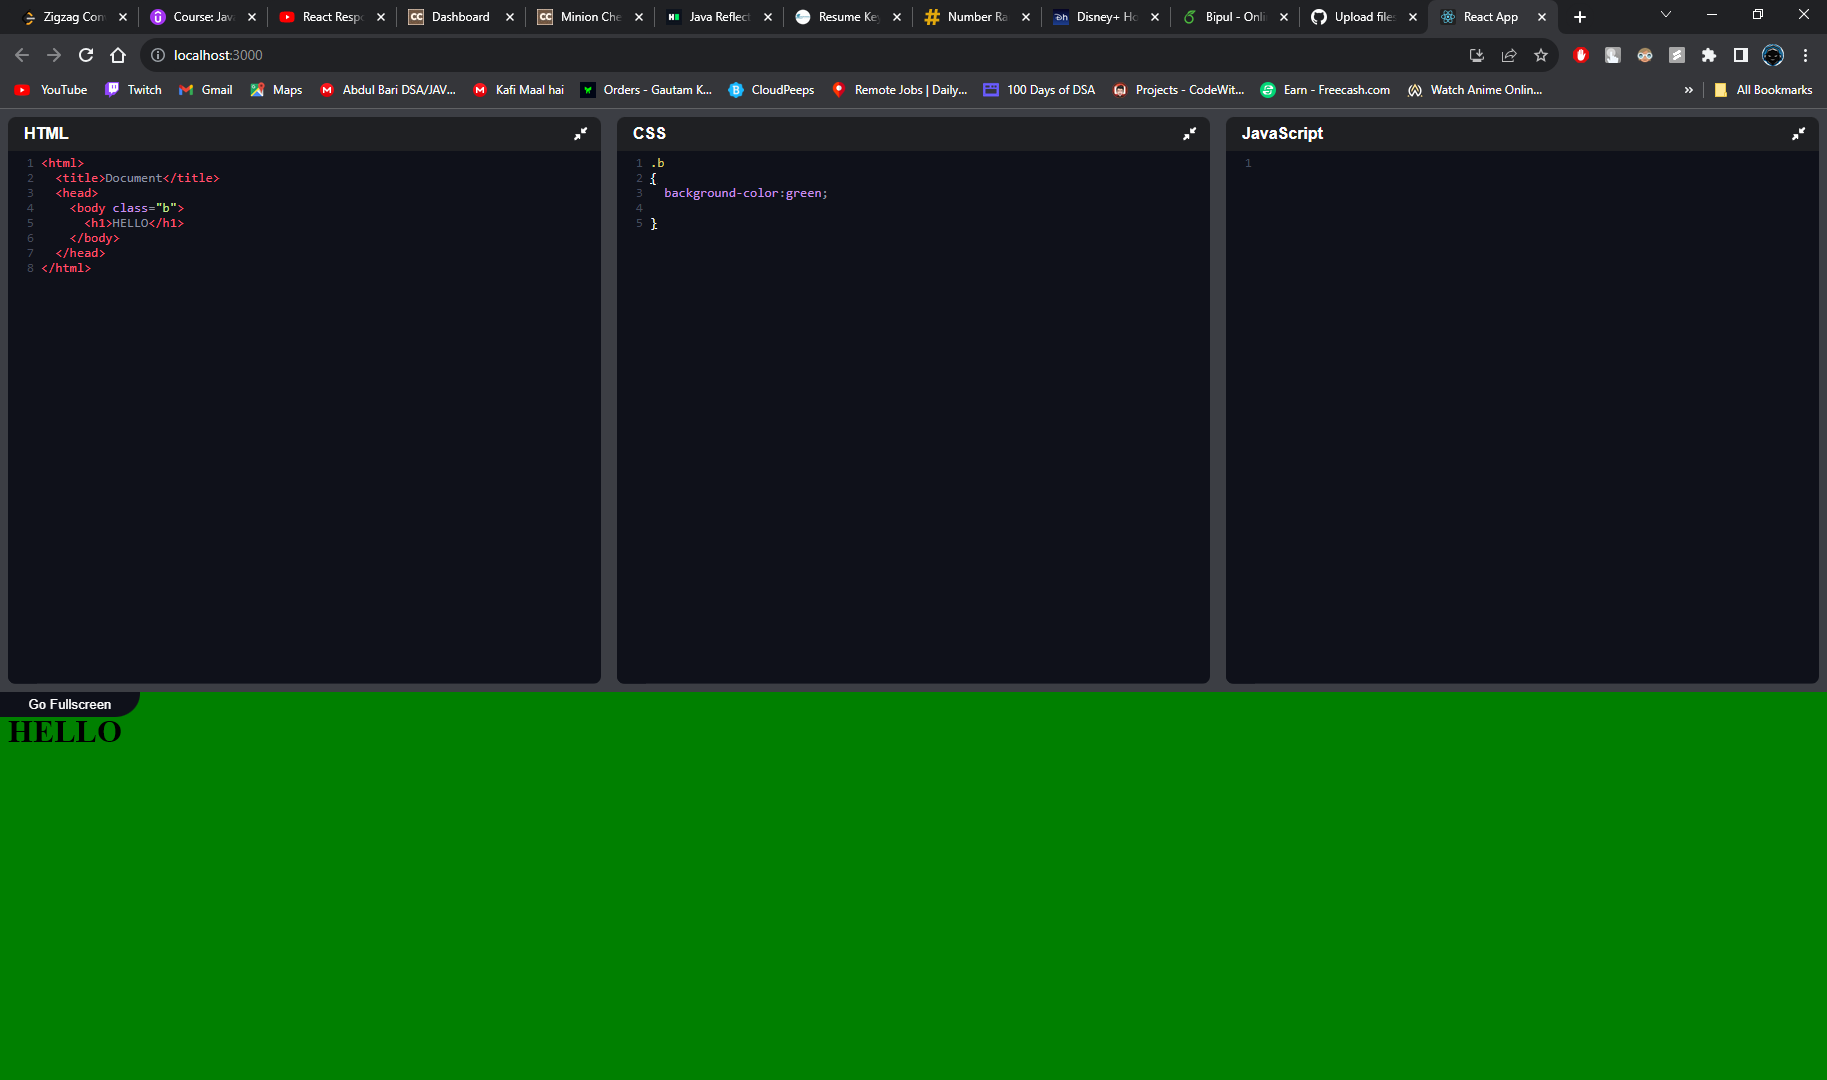 Zigzag Con
Course: Jav
React Resp
Dashboard
Minion Che
Java Reflect
Resume Key
Number Ra
Disney+ Ho
Bipul - Onli
Upload files
React App
localhost:3000
YouTube
Twitch
Gmail
Maps
Abdul Bari DSA/JAV...
Kafi Maal hai
Orders - Gautam K...
CloudPeeps
Remote Jobs | Daily...
100 Days of DSA
Projects - CodeWit...
Earn - Freecash.com
Watch Anime Onlin...
»
All Bookmarks
HTML
1 <html>
2 <title>Document</title>
3 <head>
4 <body class="b">
5 <h1>HELLO</h1>
6 </body>
7 </head>
8 </html>
CSS
1 .b
2 {
3 background-color:green;
4
5 }
JavaScript
1
Go Fullscreen
HELLO